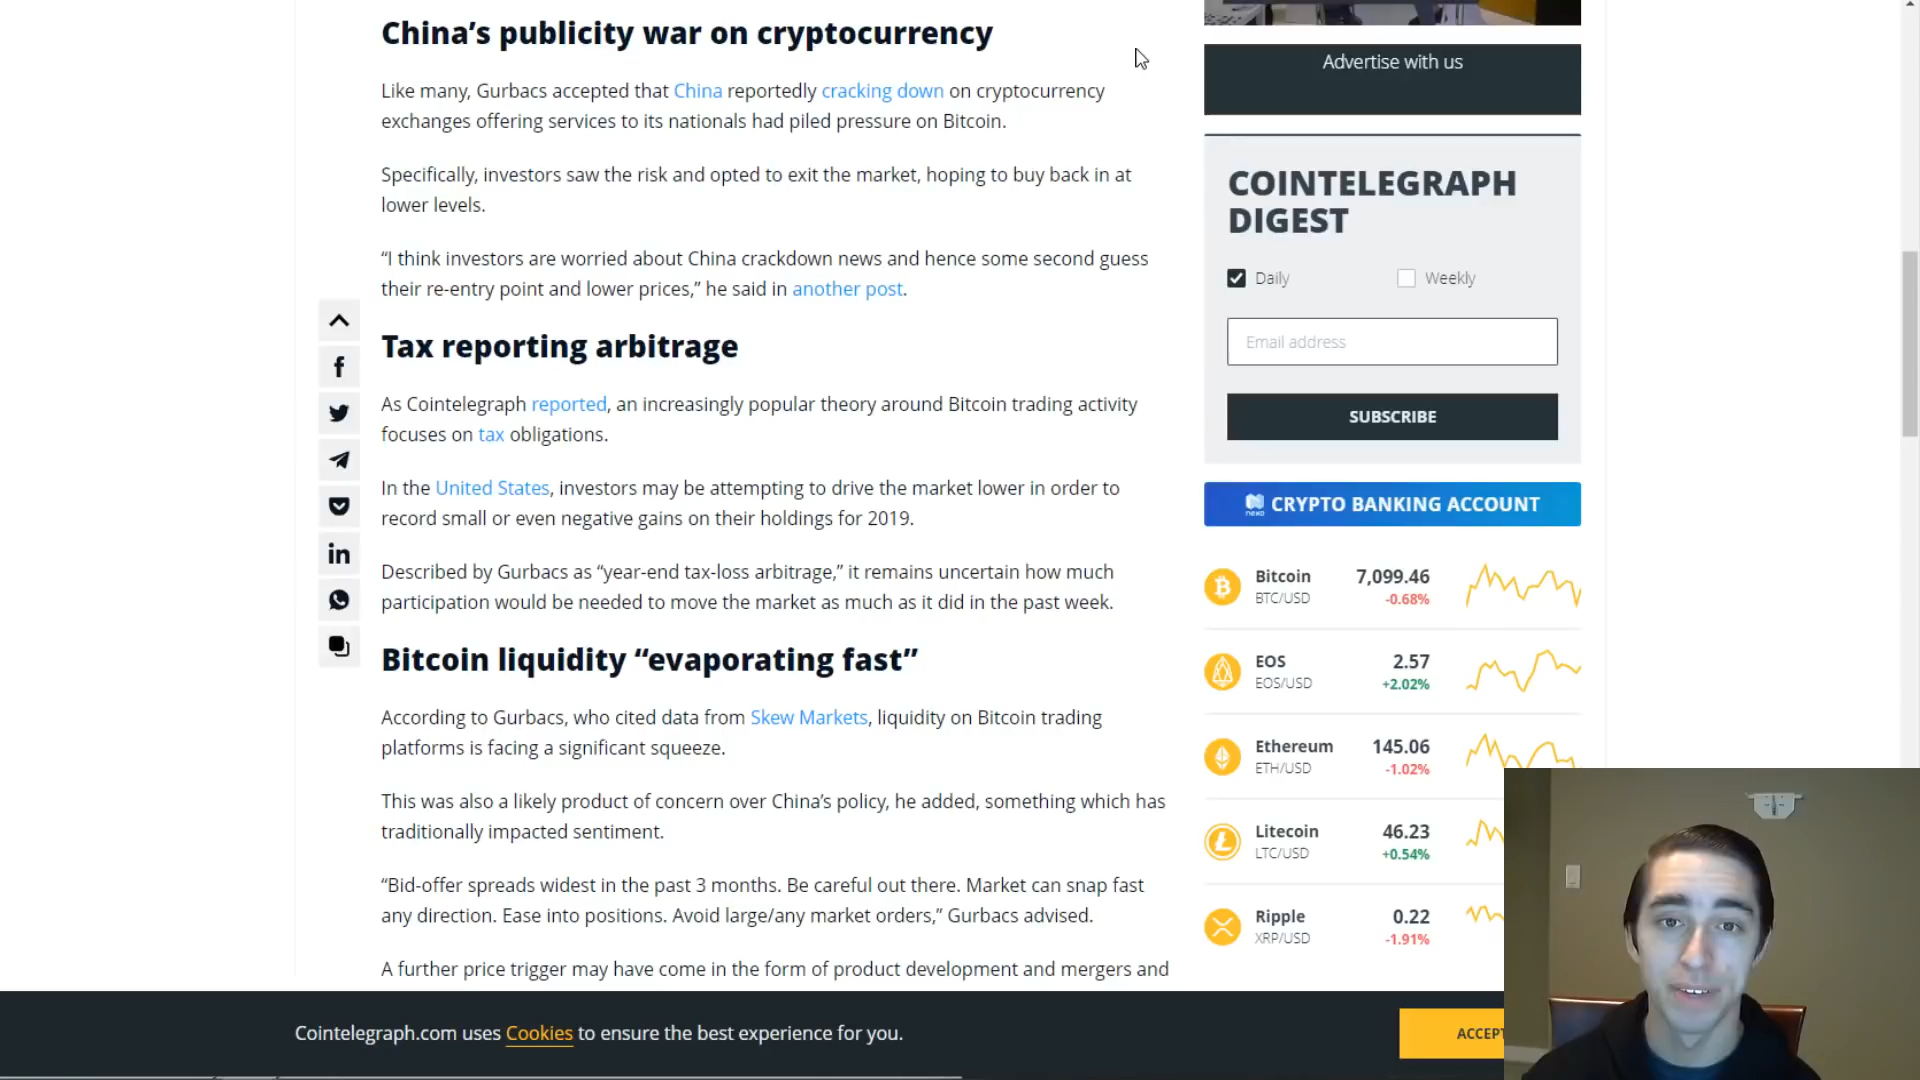 China’s publicity war on cryptocurrency
Like many, Gurbacs accepted that China reportedly cracking down on cryptocurrency
exchanges offering services to its nationals had piled pressure on Bitcoin.
Specifically, investors saw the risk and opted to exit the market, hoping to buy back in at
lower levels.
“I think investors are worried about China crackdown news and hence some second guess
their re-entry point and lower prices,” he said in another post.
Tax reporting arbitrage
As Cointelegraph reported, an increasingly popular theory around Bitcoin trading activity
focuses on tax obligations.
In the United States, investors may be attempting to drive the market lower in order to
record small or even negative gains on their holdings for 2019.
Described by Gurbacs as “year-end tax-loss arbitrage,” it remains uncertain how much
participation would be needed to move the market as much as it did in the past week.
Bitcoin liquidity “evaporating fast”
According to Gurbacs, who cited data from Skew Markets, liquidity on Bitcoin trading
platforms is facing a significant squeeze.
This was also a likely product of concern over China’s policy, he added, something which has
traditionally impacted sentiment.
“Bid-offer spreads widest in the past 3 months. Be careful out there. Market can snap fast
any direction. Ease into positions. Avoid large/any market orders,” Gurbacs advised.
A further price trigger may have come in the form of product development and mergers and
Advertise with us
COINTELEGRAPH
DIGEST
Daily Weekly
Email address
SUBSCRIBE
nexo CRYPTO BANKING ACCOUNT
Bitcoin 7,099.46
BTC/USD -0.68%
EOS 2.57
EOS/USD +2.02%
Ethereum 145.06
ETH/USD -1.02%
Litecoin 46.23
LTC/USD +0.54%
Ripple 0.22
XRP/USD -1.91%
Cointelegraph.com uses Cookies to ensure the best experience for you.
ACCEPT